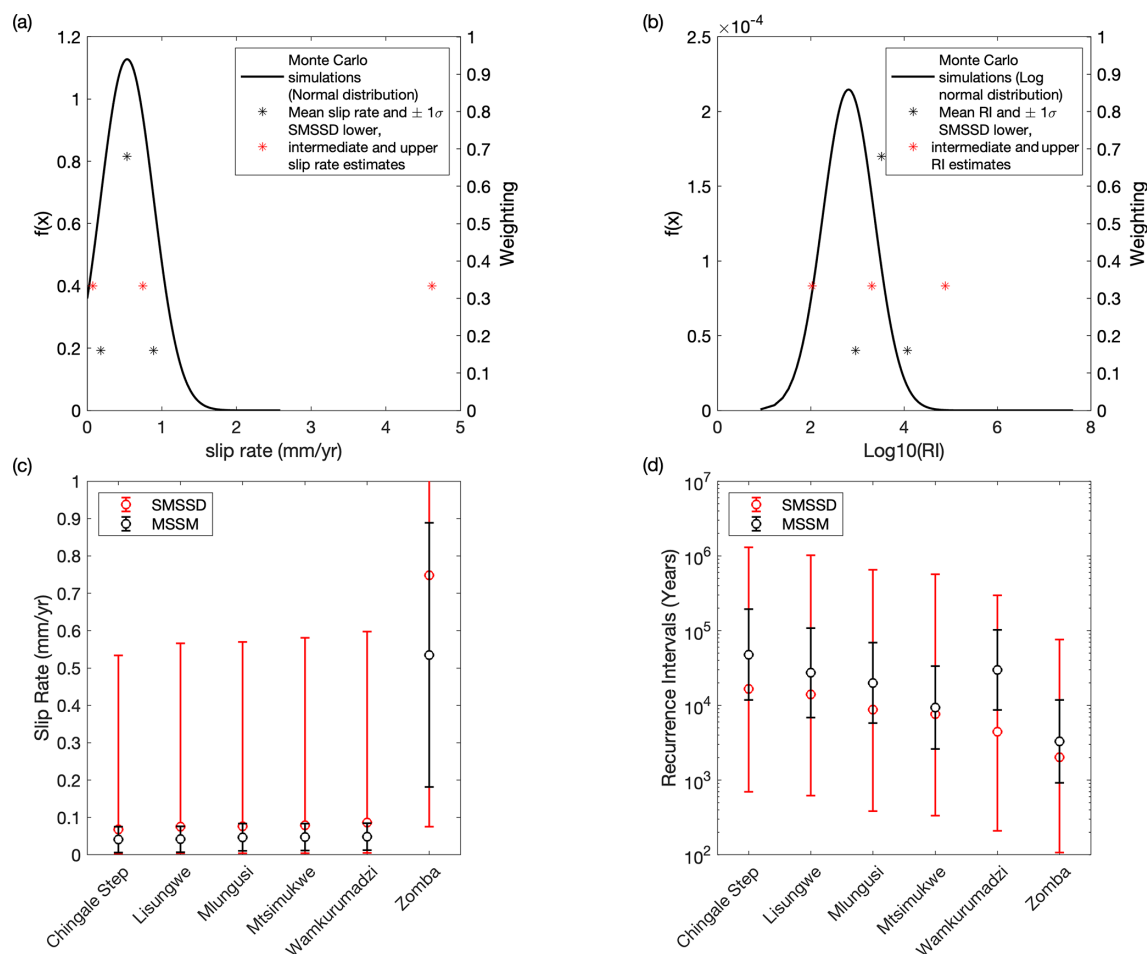 (a)
1.2
1
0.8
0.6
0.4
0.2
0
f(x)
0
1
2
3
4
5
slip rate (mm/yr)
1
0.9
0.8
0.7
0.6
0.5
0.4
0.3
0.2
0.1
0
Weighting
Monte Carlo
simulations
(Normal distribution)
Mean slip rate and ± 1σ
SMSSD lower,
intermediate and upper
slip rate estimates
(b)
×10⁻⁴
2.5
2
1.5
1
0.5
0
f(x)
0
2
4
6
8
Log10(RI)
1
0.9
0.8
0.7
0.6
0.5
0.4
0.3
0.2
0.1
0
Weighting
Monte Carlo
simulations (Log
normal distribution)
Mean RI and ± 1σ
SMSSD lower,
intermediate and upper
RI estimates
(c)
1
0.9
0.8
0.7
0.6
0.5
0.4
0.3
0.2
0.1
0
Slip Rate (mm/yr)
SMSSD
MSSM
Chingale Step
Lisungwe
Mlungusi
Mtsimukwe
Wamkurumadzi
Zomba
(d)
10⁷
10⁶
10⁵
10⁴
10³
10²
Recurrence Intervals (Years)
SMSSD
MSSM
Chingale Step
Lisungwe
Mlungusi
Mtsimukwe
Wamkurumadzi
Zomba